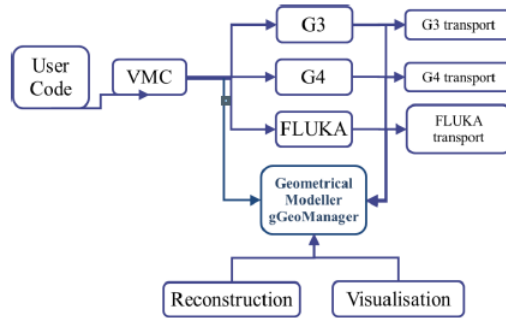 User
Code
VMC
G3
G3 transport
G4
G4 transport
FLUKA
FLUKA
transport
Geometrical
Modeller
gGeoManager
Reconstruction
Visualisation